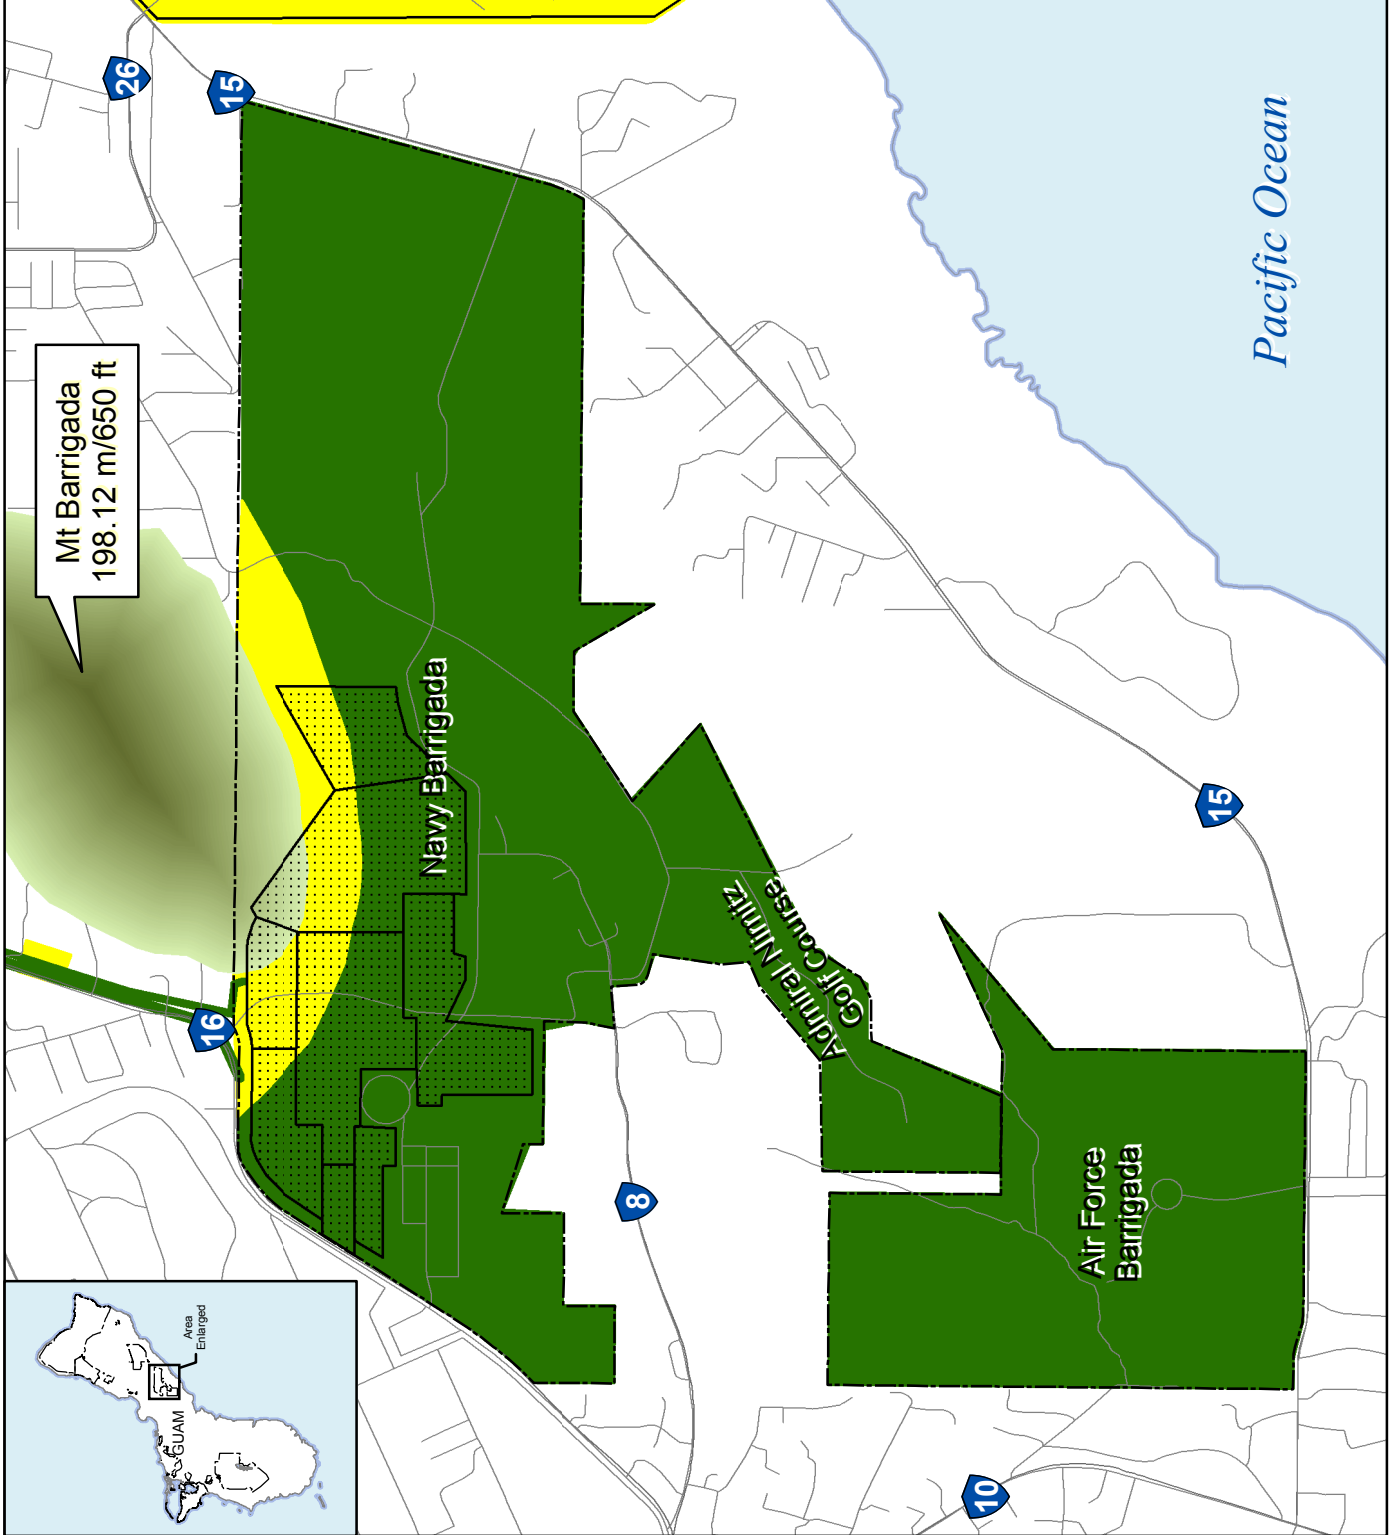 26
15
Mt Barrigada
198.12 m/650 ft
Pacific Ocean
Navy Barrigada
16
Admiral Nimitz
Golf Course
15
8
Air Force
Barrigada
10
GUAM
Area
Enlarged